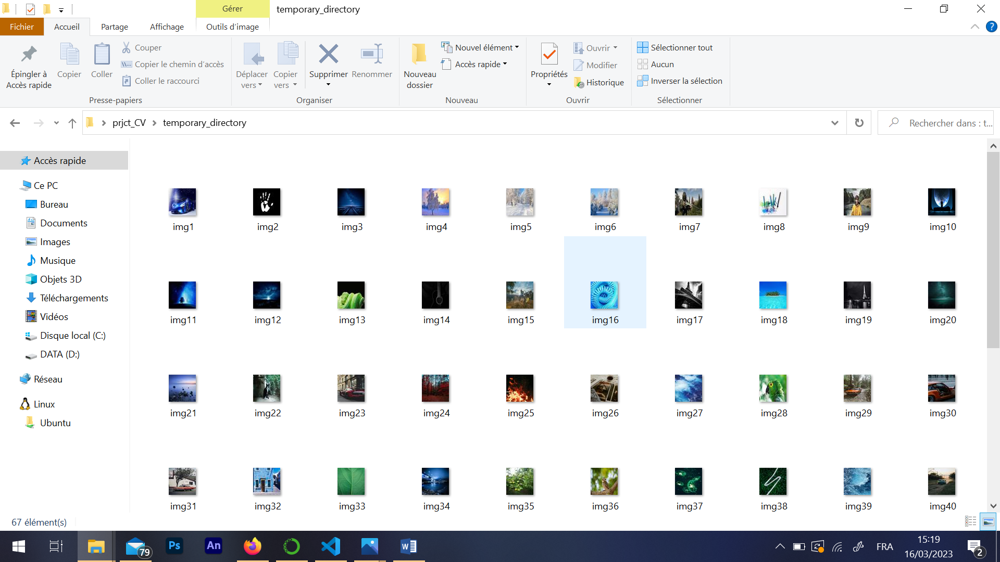 Gérer
temporary_directory
Fichier
Accueil
Partage
Affichage
Outils d'image
Épingler à
Accès rapide
Copier
Coller
Couper
Copier le chemin d'accès
Coller le raccourci
Presse-papiers
Déplacer
vers
Copier
vers
Supprimer
Renommer
Organiser
Nouveau
dossier
Nouvel élément
Accès rapide
Nouveau
Propriétés
Ouvrir
Modifier
Historique
Ouvrir
Sélectionner tout
Aucun
Inverser la sélection
Sélectionner
prjct_CV
temporary_directory
Rechercher dans : t...
Accès rapide
Ce PC
Bureau
Documents
Images
Musique
Objets 3D
Téléchargements
Vidéos
Disque local (C:)
DATA (D:)
Réseau
Linux
Ubuntu
img1 img2 img3 img4 img5 img6 img7 img8 img9 img10
img11 img12 img13 img14 img15 img16 img17 img18 img19 img20
img21 img22 img23 img24 img25 img26 img27 img28 img29 img30
img31 img32 img33 img34 img35 img36 img37 img38 img39 img40
67 élément(s)
79
Ps
An
W
FRA
15:19
16/03/2023
2